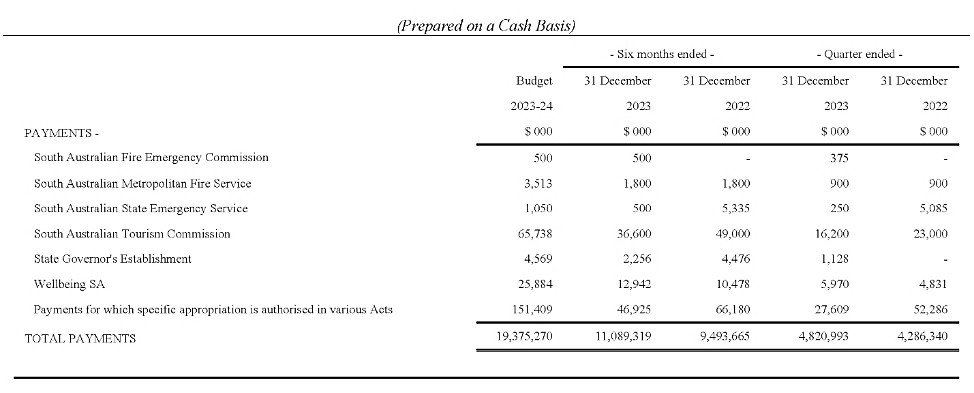 (Prepared on a Cash Basis)
- Six months ended - - Quarter ended -
Budget 31 December 31 December 31 December 31 December
2023-24 2023 2022 2023 2022
PAYMENTS - $ 000 $ 000 $ 000 $ 000 $ 000
South Australian Fire Emergency Commission 500 500 - 375 -
South Australian Metropolitan Fire Service 3,513 1,800 1,800 900 900
South Australian State Emergency Service 1,050 500 5,335 250 5,085
South Australian Tourism Commission 65,738 36,600 49,000 16,200 23,000
State Governor's Establishment 4,569 2,256 4,476 1,128 -
Wellbeing SA 25,884 12,942 10,478 5,970 4,831
Payments for which specific appropriation is authorised in various Acts 151,409 46,925 66,180 27,609 52,286
TOTAL PAYMENTS 19,375,270 11,089,319 9,493,665 4,820,993 4,286,340